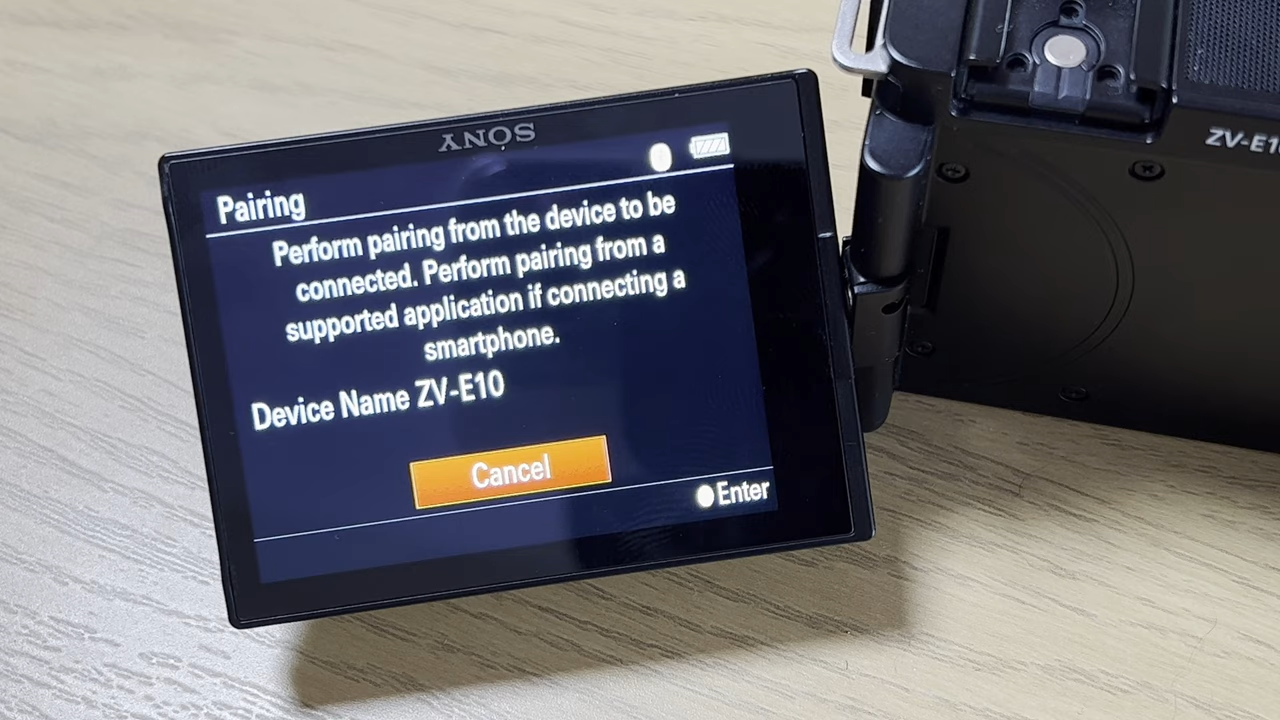 SONY
Pairing
Perform pairing from the device to be
connected. Perform pairing from a
supported application if connecting a
smartphone.
Device Name ZV-E10
Cancel
Enter
ZV-E10